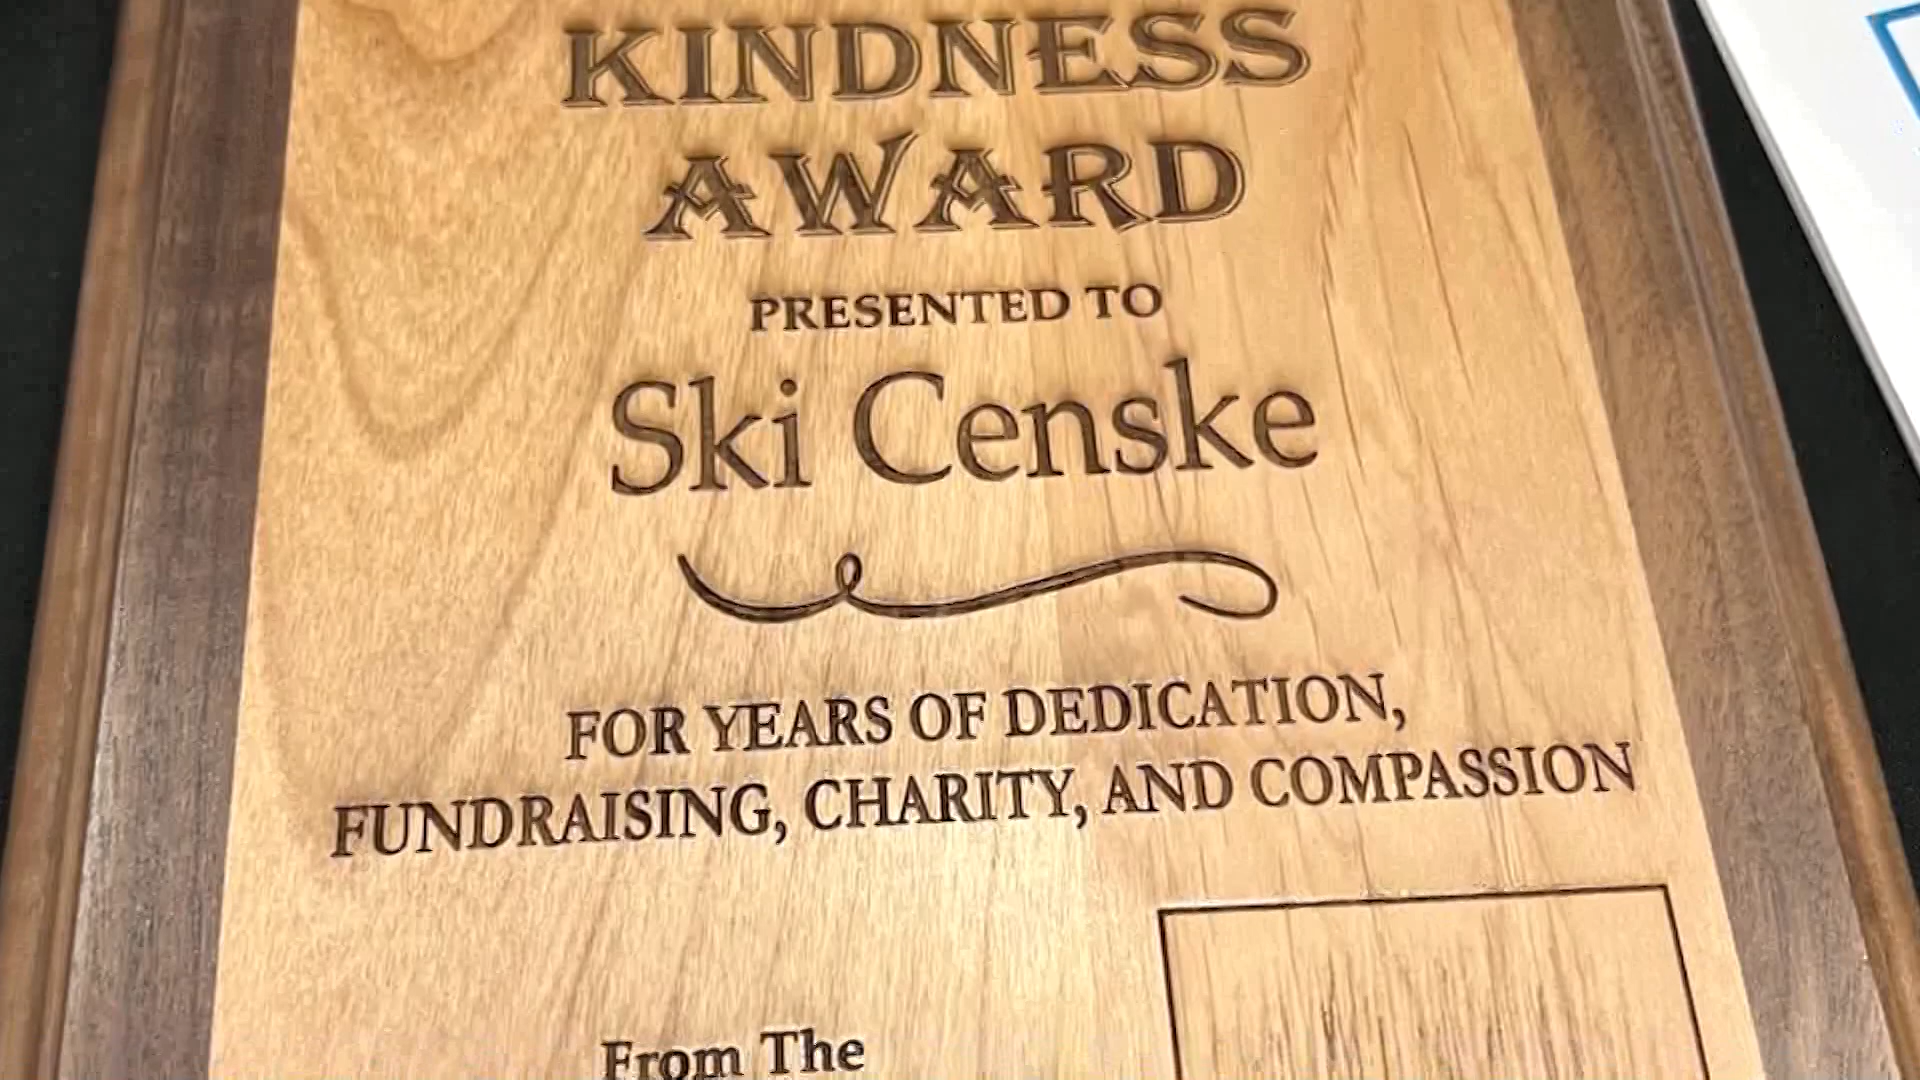 KINDNESS
AWARD
PRESENTED TO
Ski Censke
FOR YEARS OF DEDICATION,
FUNDRAISING, CHARITY, AND COMPASSION
From The